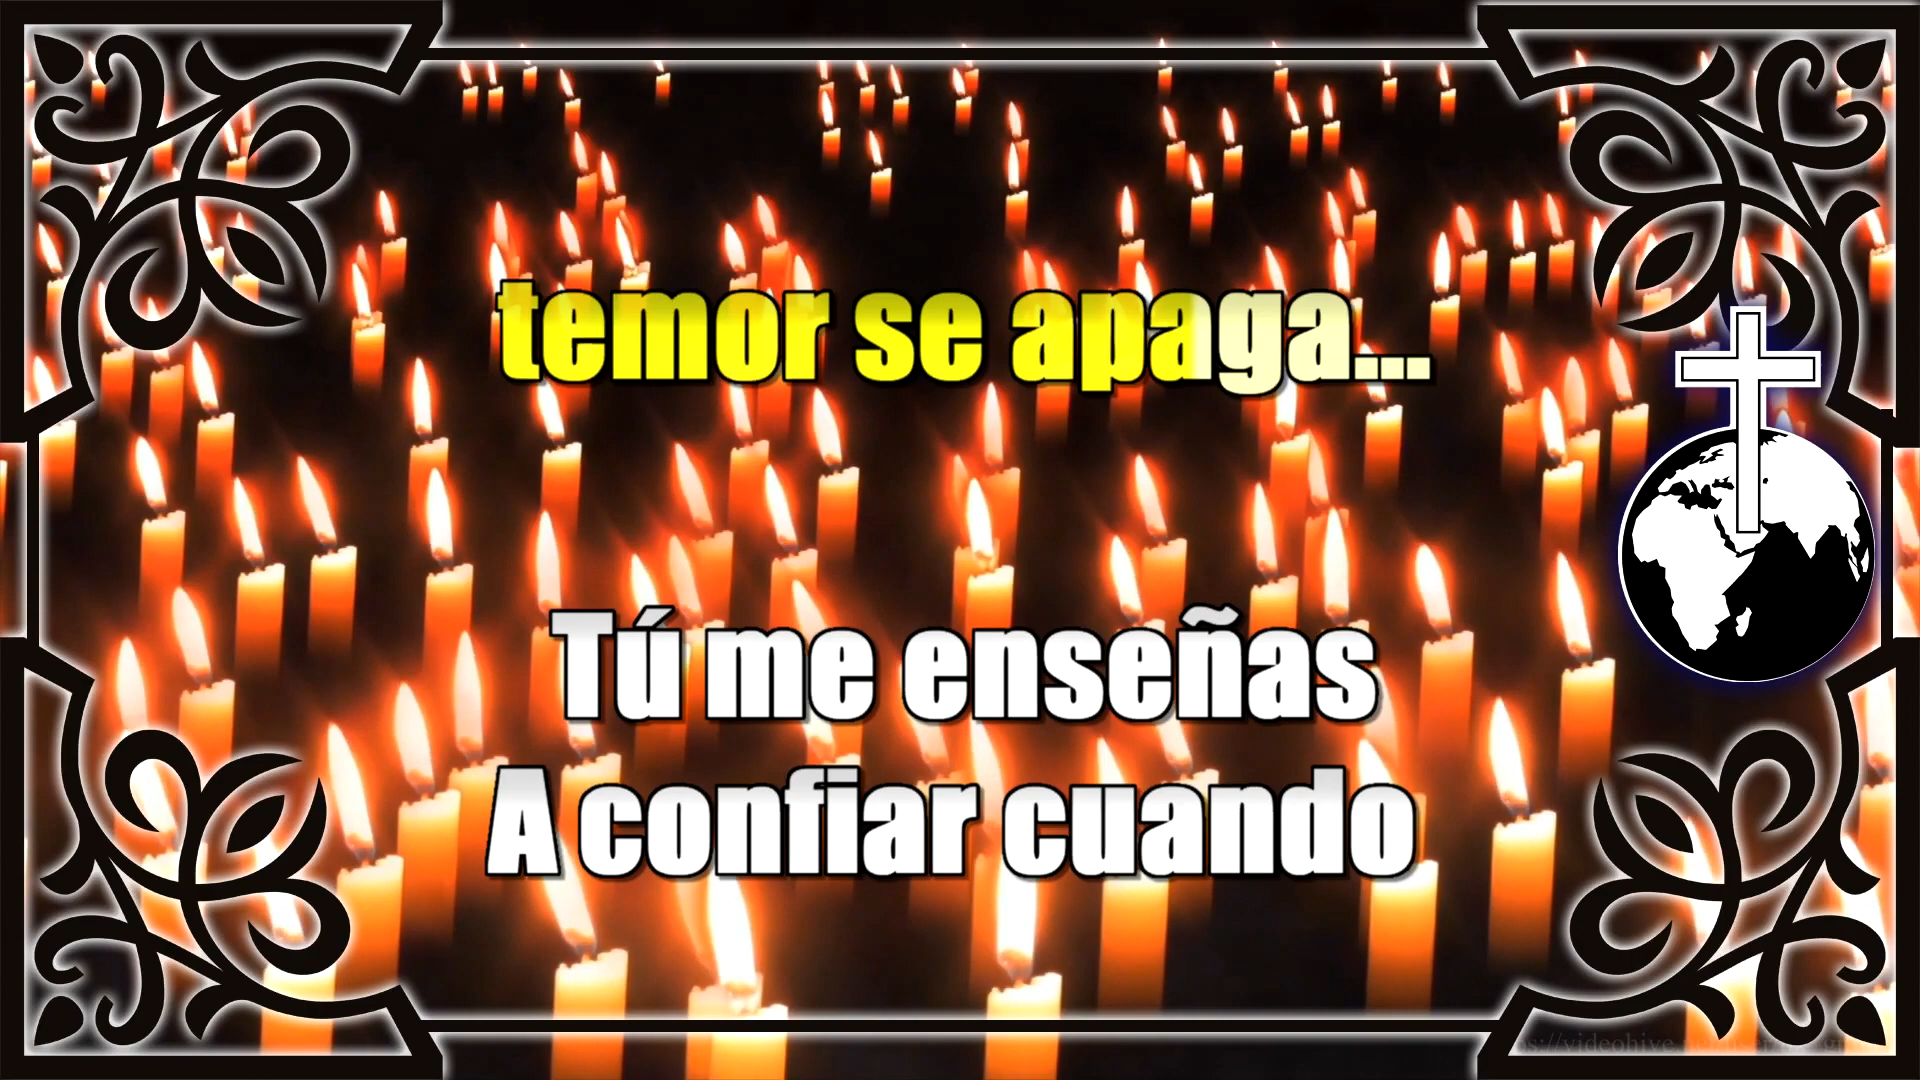 temor se apaga...
Tú me enseñas
A confiar cuando